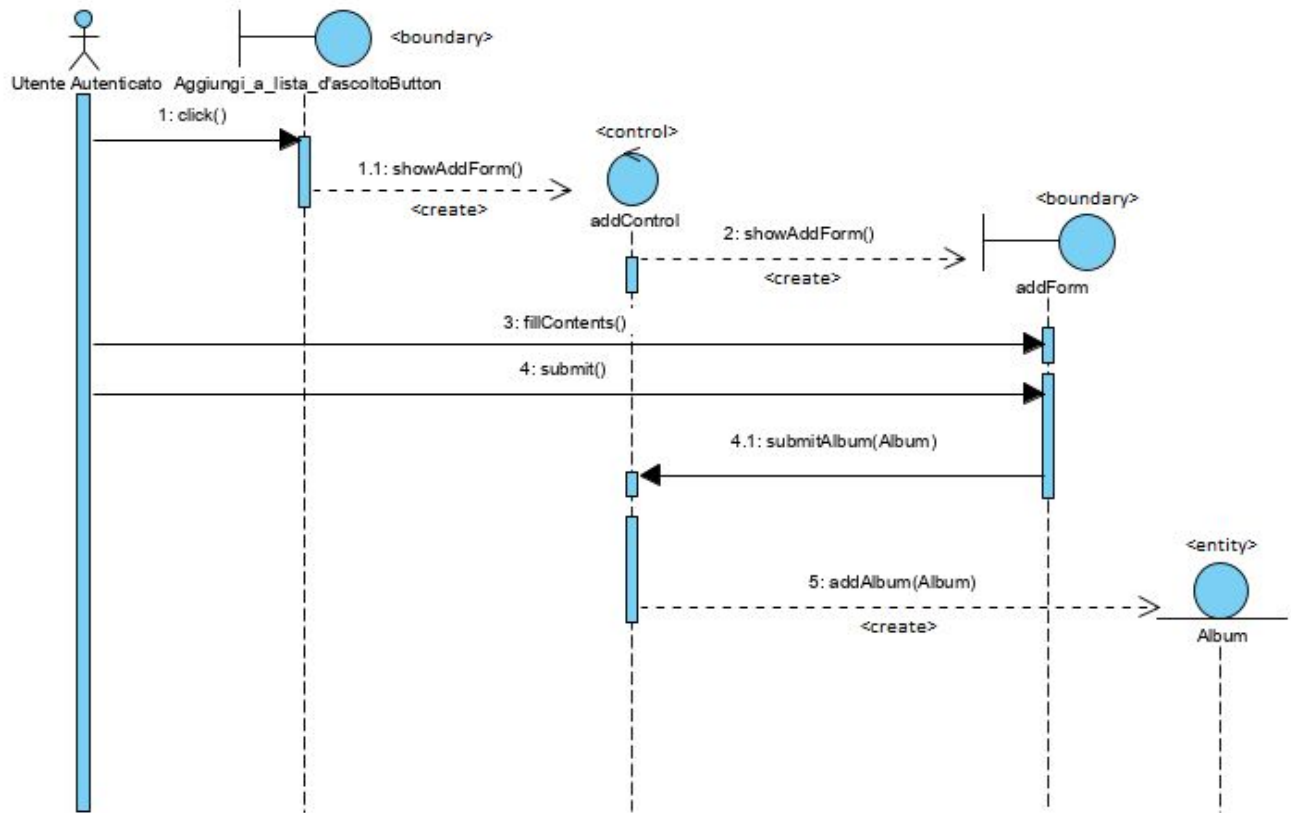 <boundary>
Utente Autenticato
Aggiungi_a_lista_d'ascoltoButton
1: click()
<control>
1.1: showAddForm()
<create>
addControl
<boundary>
2: showAddForm()
<create>
addForm
3: fillContents()
4: submit()
4.1: submitAlbum(Album)
<entity>
5: addAlbum(Album)
<create>
Album